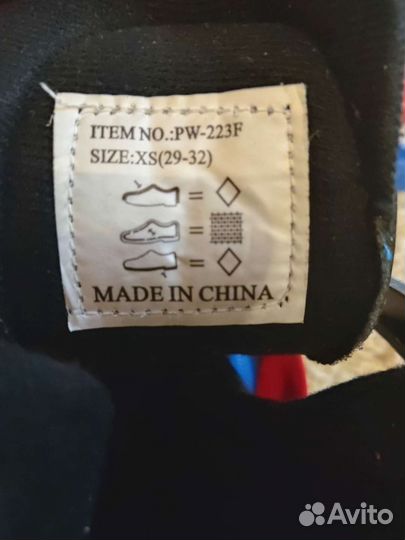 ITEM NO.:PW-223F
SIZE:XS(29-32)
=
=
=
MADE IN CHINA
Avito